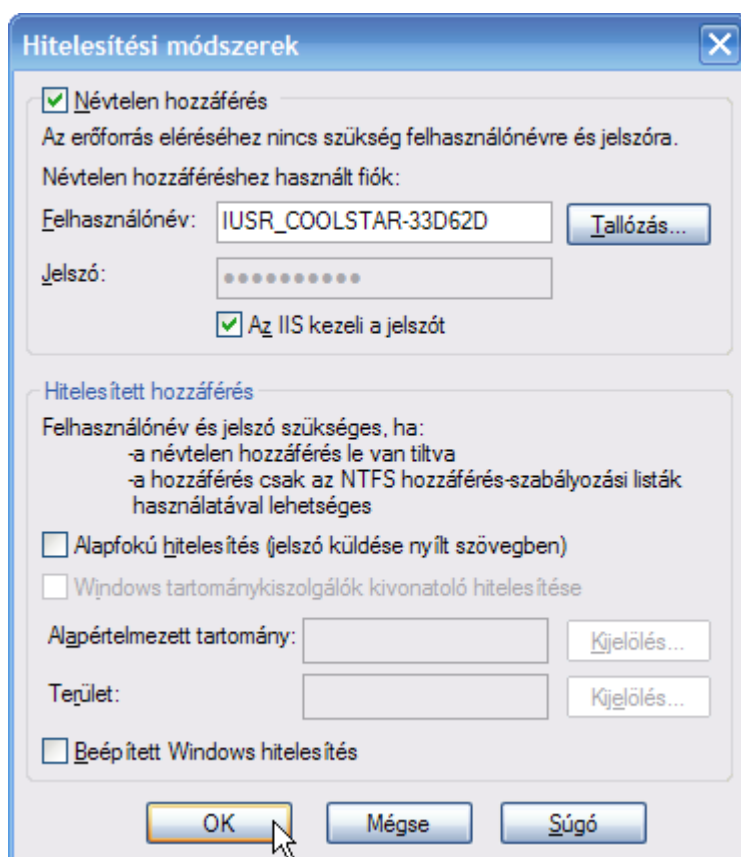 Hitelesítési módszerek
Névtelen hozzáférés
Az erőforrás eléréséhez nincs szükség felhasználónévre és jelszóra.
Névtelen hozzáféréshez használt fiók:
Felhasználónév: IUSR_COOLSTAR-33D62D Tallózás...
Jelszó: ●●●●●●●●●●
Az IIS kezeli a jelszót
Hitelesített hozzáférés
Felhasználónév és jelszó szükséges, ha:
-a névtelen hozzáférés le van tiltva
-a hozzáférés csak az NTFS hozzáférés-szabályozási listák
használatával lehetséges
Alapfokú hitelesítés (jelszó küldése nyílt szövegben)
Windows tartománykiszolgálók kivonatoló hitelesítése
Alapértelmezett tartomány: Kijelölés...
Terület: Kijelölés...
Beépített Windows hitelesítés
OK Mégse Súgó